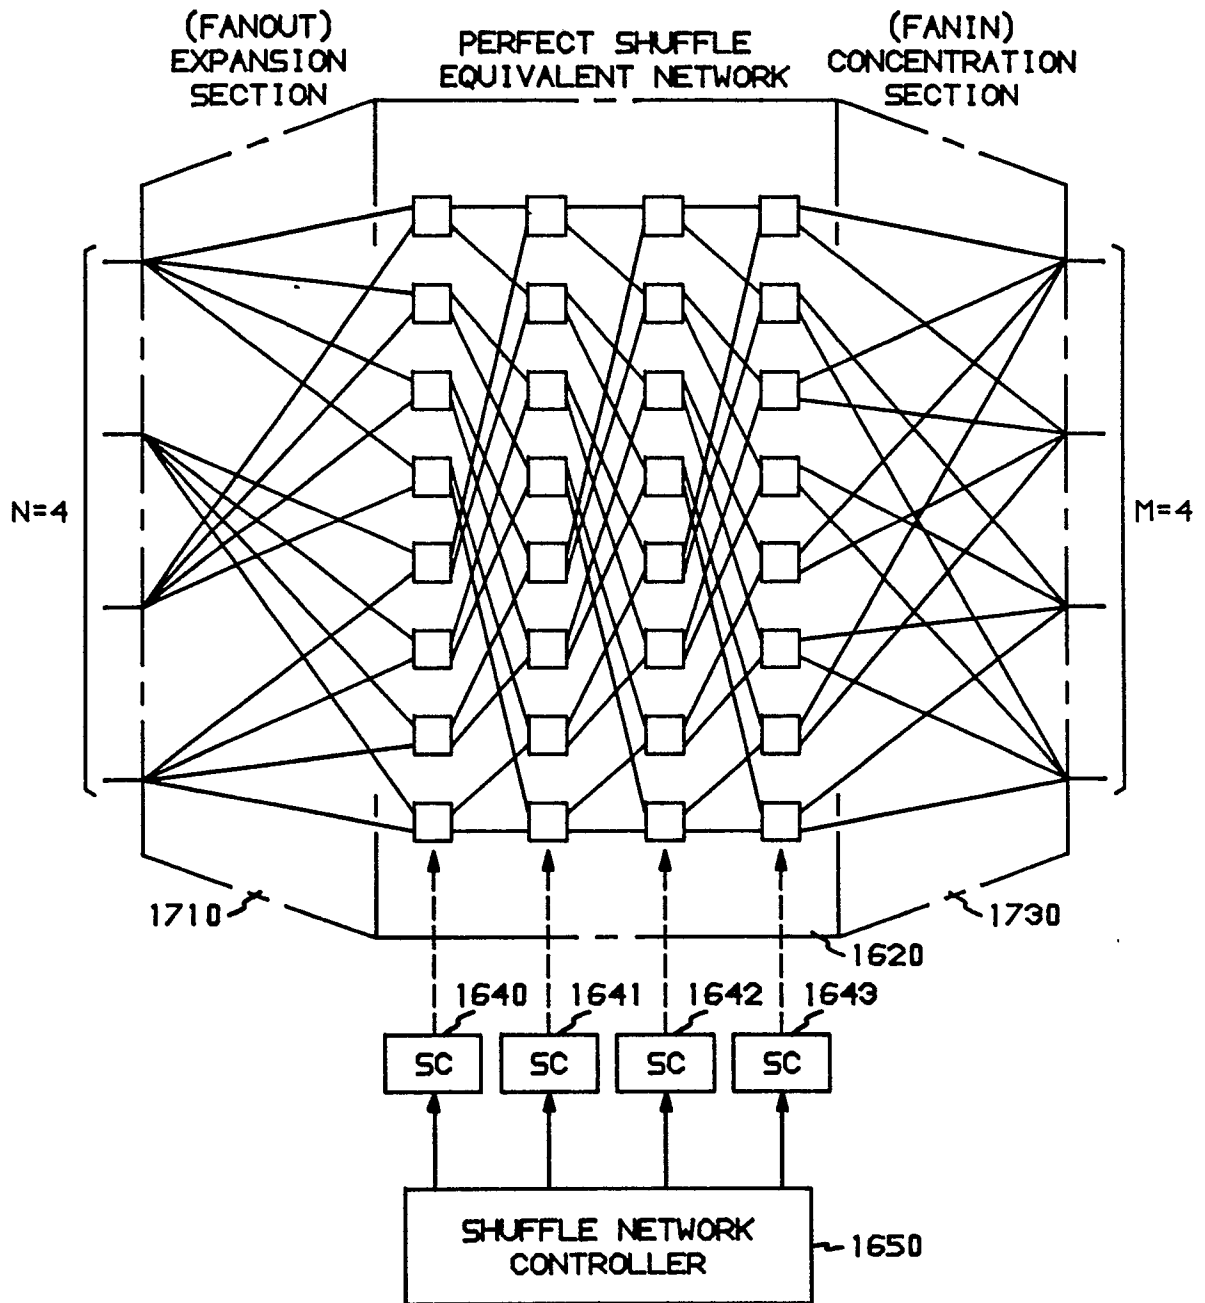 (FANOUT)
EXPANSION
SECTION
PERFECT SHUFFLE
EQUIVALENT NETWORK
(FANIN)
CONCENTRATION
SECTION
N=4
M=4
1710
1730
1620
1640
1641
1642
1643
SC
SC
SC
SC
SHUFFLE NETWORK
CONTROLLER
1650